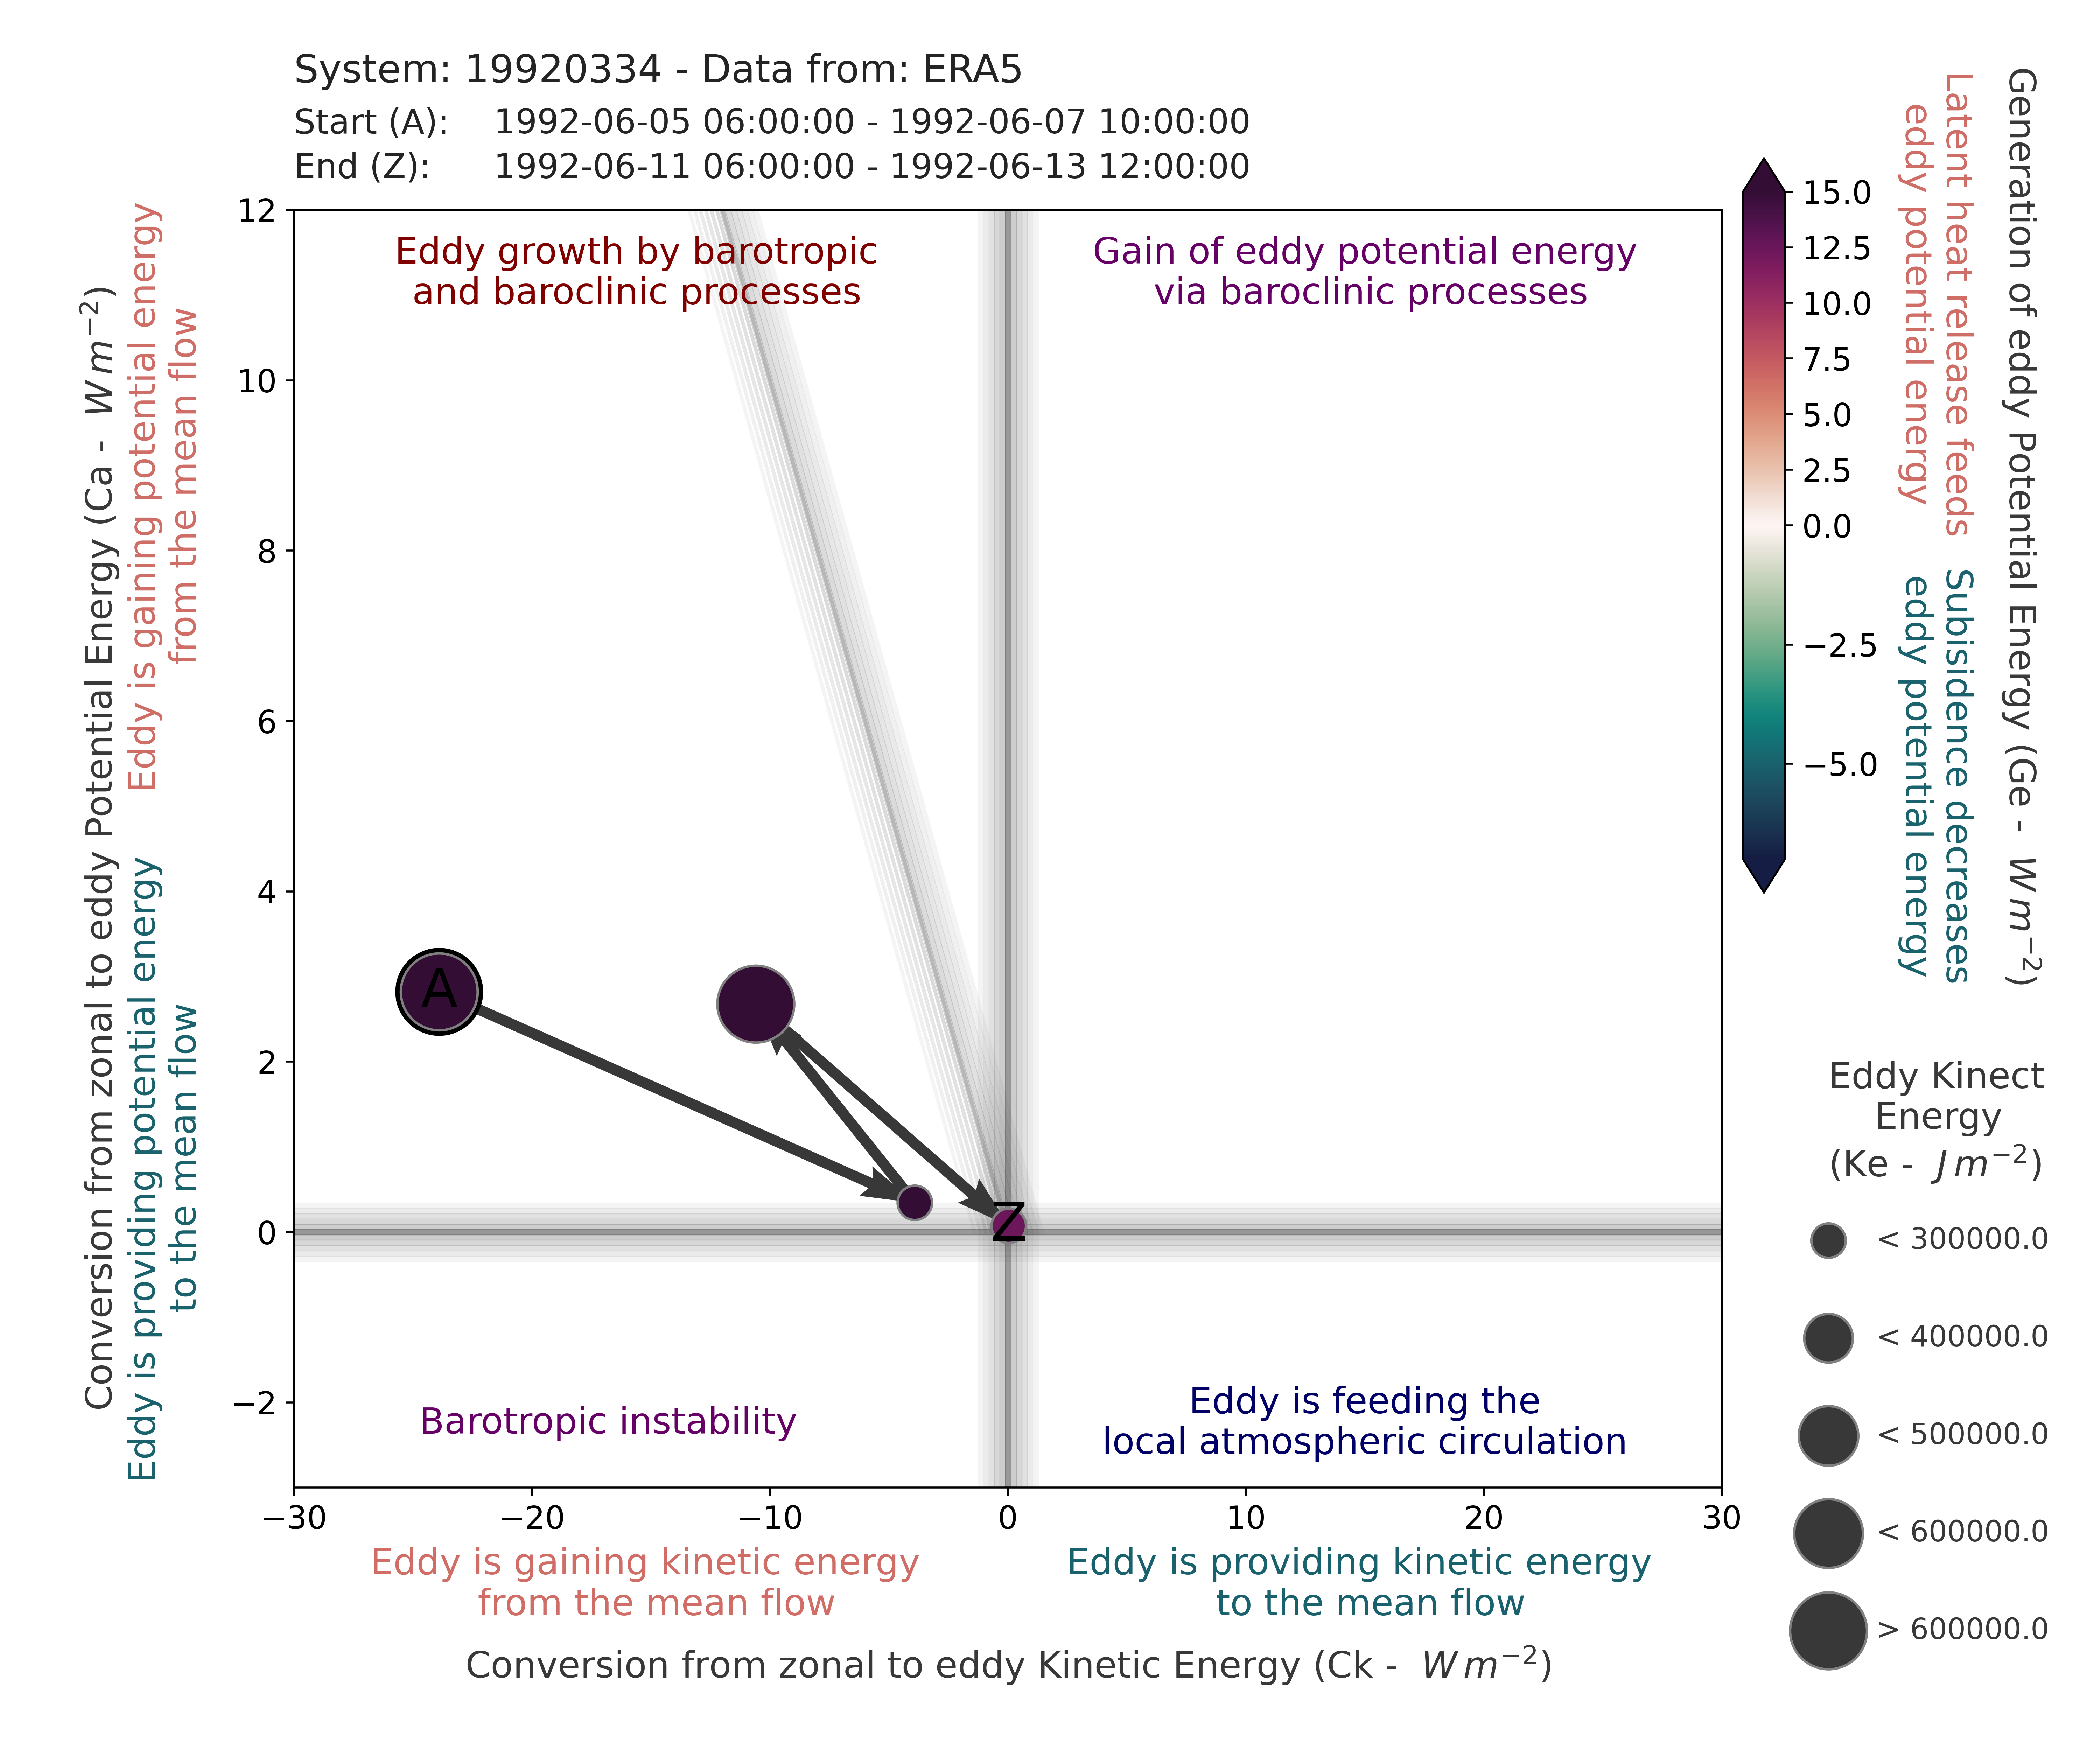 System: 19920334 - Data from: ERA5
Start (A): 1992-06-05 06:00:00 - 1992-06-07 10:00:00
End (Z): 1992-06-11 06:00:00 - 1992-06-13 12:00:00
Conversion from zonal to eddy Potential Energy (Ca - W m⁻²)
Eddy is gaining potential energy
from the mean flow
Eddy is providing potential energy
to the mean flow
12
10
8
6
4
2
0
−2
Eddy growth by barotropic
and baroclinic processes
Gain of eddy potential energy
via baroclinic processes
A
Z
Barotropic instability
Eddy is feeding the
local atmospheric circulation
−30
−20
−10
0
10
20
30
Eddy is gaining kinetic energy
from the mean flow
Eddy is providing kinetic energy
to the mean flow
Conversion from zonal to eddy Kinetic Energy (Ck - W m⁻²)
15.0
12.5
10.0
7.5
5.0
2.5
0.0
−2.5
−5.0
Latent heat release feeds
eddy potential energy
Subisidence decreases
eddy potential energy
Generation of eddy Potential Energy (Ge - W m⁻²)
Eddy Kinect
Energy
(Ke - J m⁻²)
< 300000.0
< 400000.0
< 500000.0
< 600000.0
> 600000.0